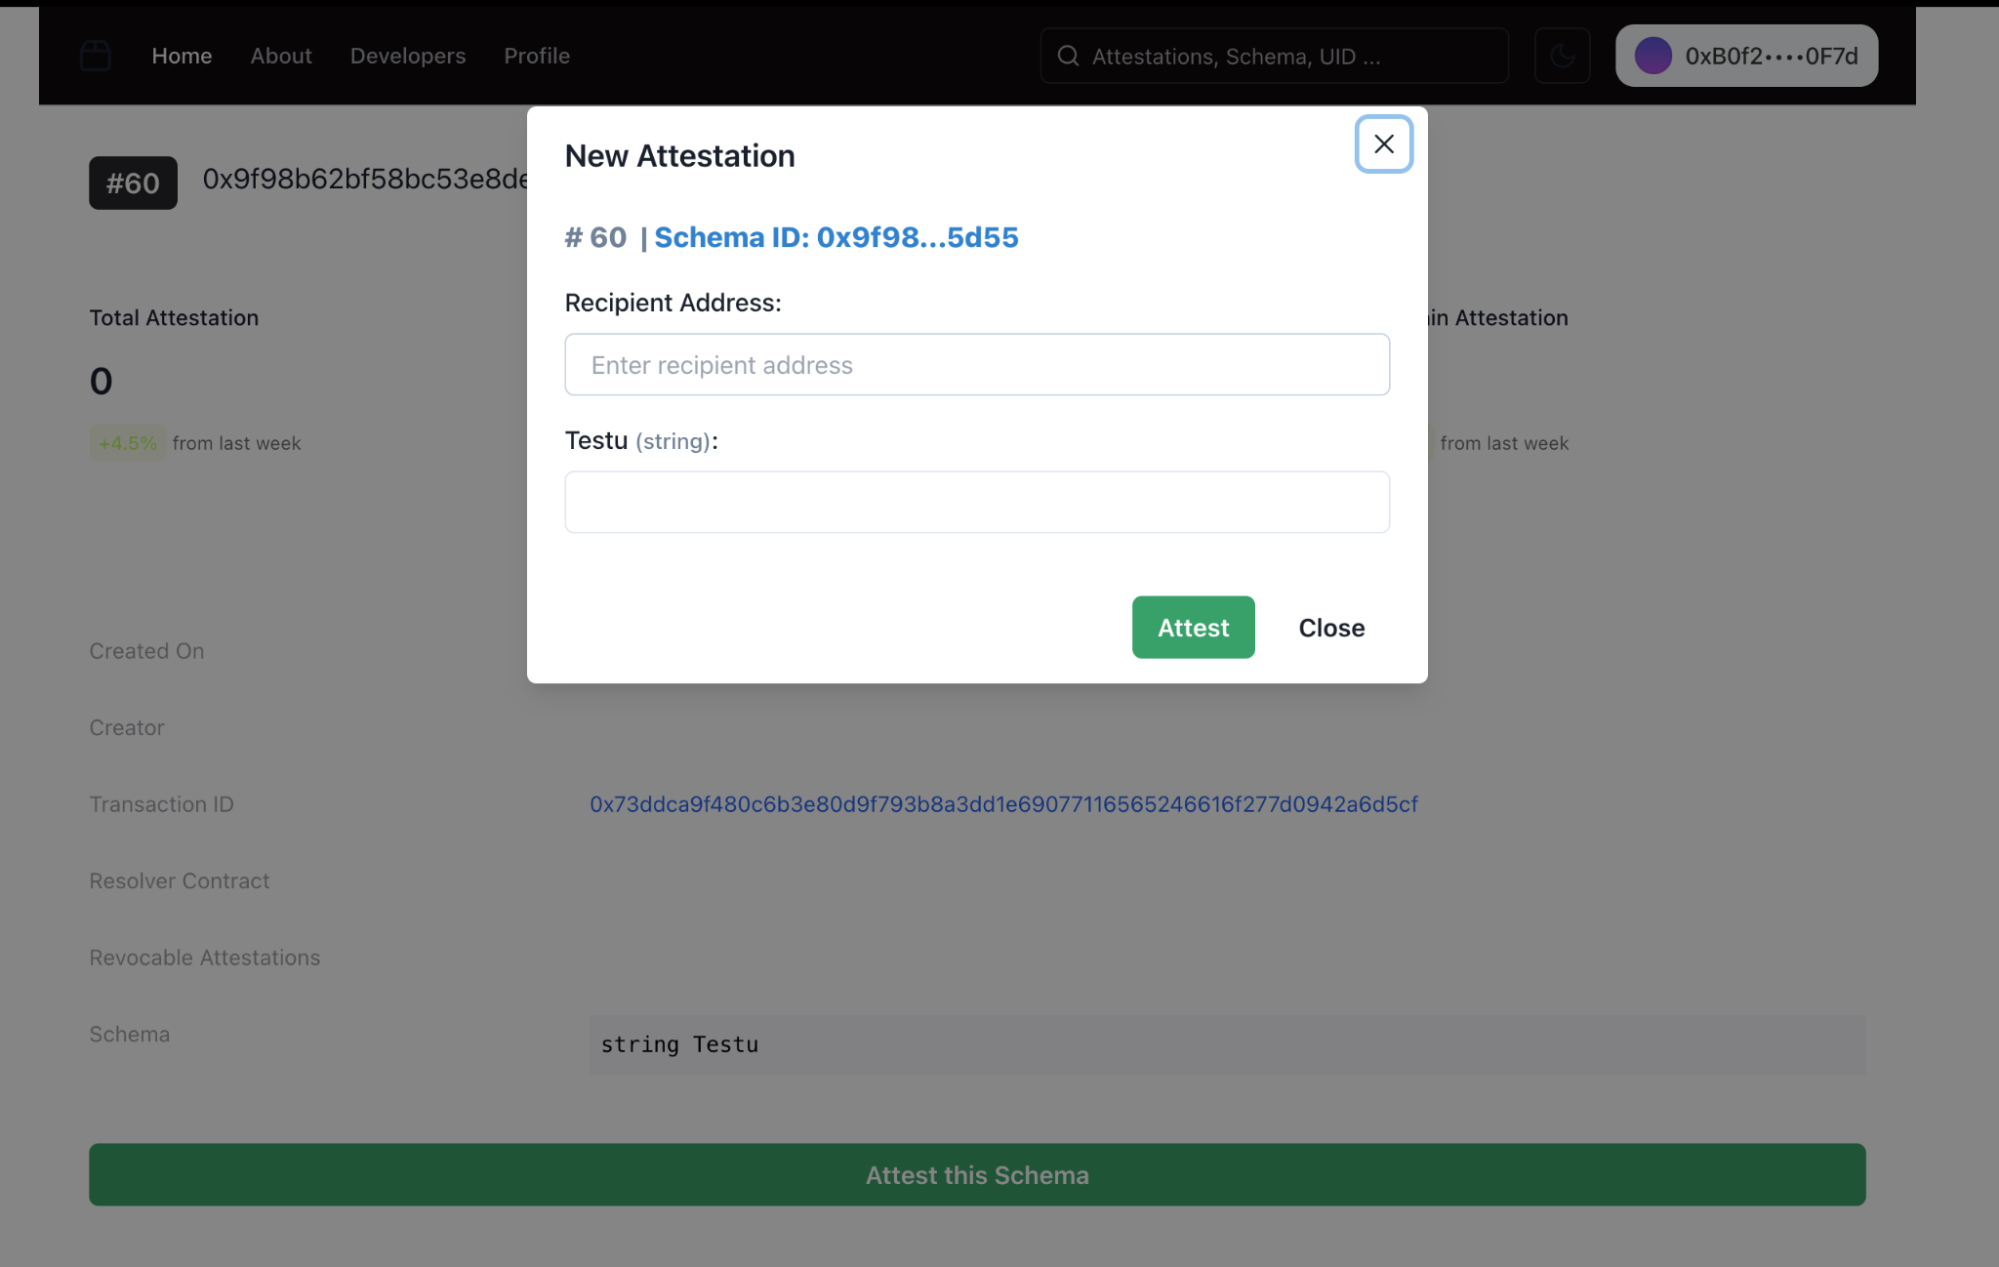 Home About Developers Profile Attestations, Schema, UID ... 0xB0f2••••0F7d
#60 0x9f98b62bf58bc53e8de
New Attestation
# 60 | Schema ID: 0x9f98...5d55
Recipient Address:
Enter recipient address
Testu (string):
Attest Close
Total Attestation
0
+4.5% from last week
in Attestation
from last week
Created On
Creator
Transaction ID 0x73ddca9f480c6b3e80d9f793b8a3dd1e69077116565246616f277d0942a6d5cf
Resolver Contract
Revocable Attestations
Schema string Testu
Attest this Schema